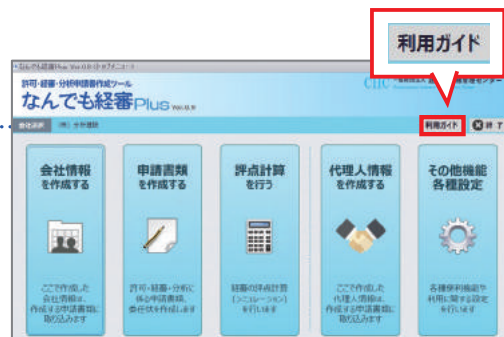 利用ガイド
許可・経審・分析申請書作成ツール
なんでも経審Plus
利用ガイド
終 了
会社情報
を作成する
申請書類
を作成する
評点計算
を行う
代理人情報
を作成する
その他機能
各種設定
ここで作成した
会社情報は、
作成する申請書類に
取り込みます
許可・経審・分析に
係る申請書類、
委任状を作成します
経審の評点計算
(シミュレーション)
を行います
ここで作成した
代理人情報は、
作成する申請書類に
取り込みます
各種便利機能や
利用に関する設定
を行います